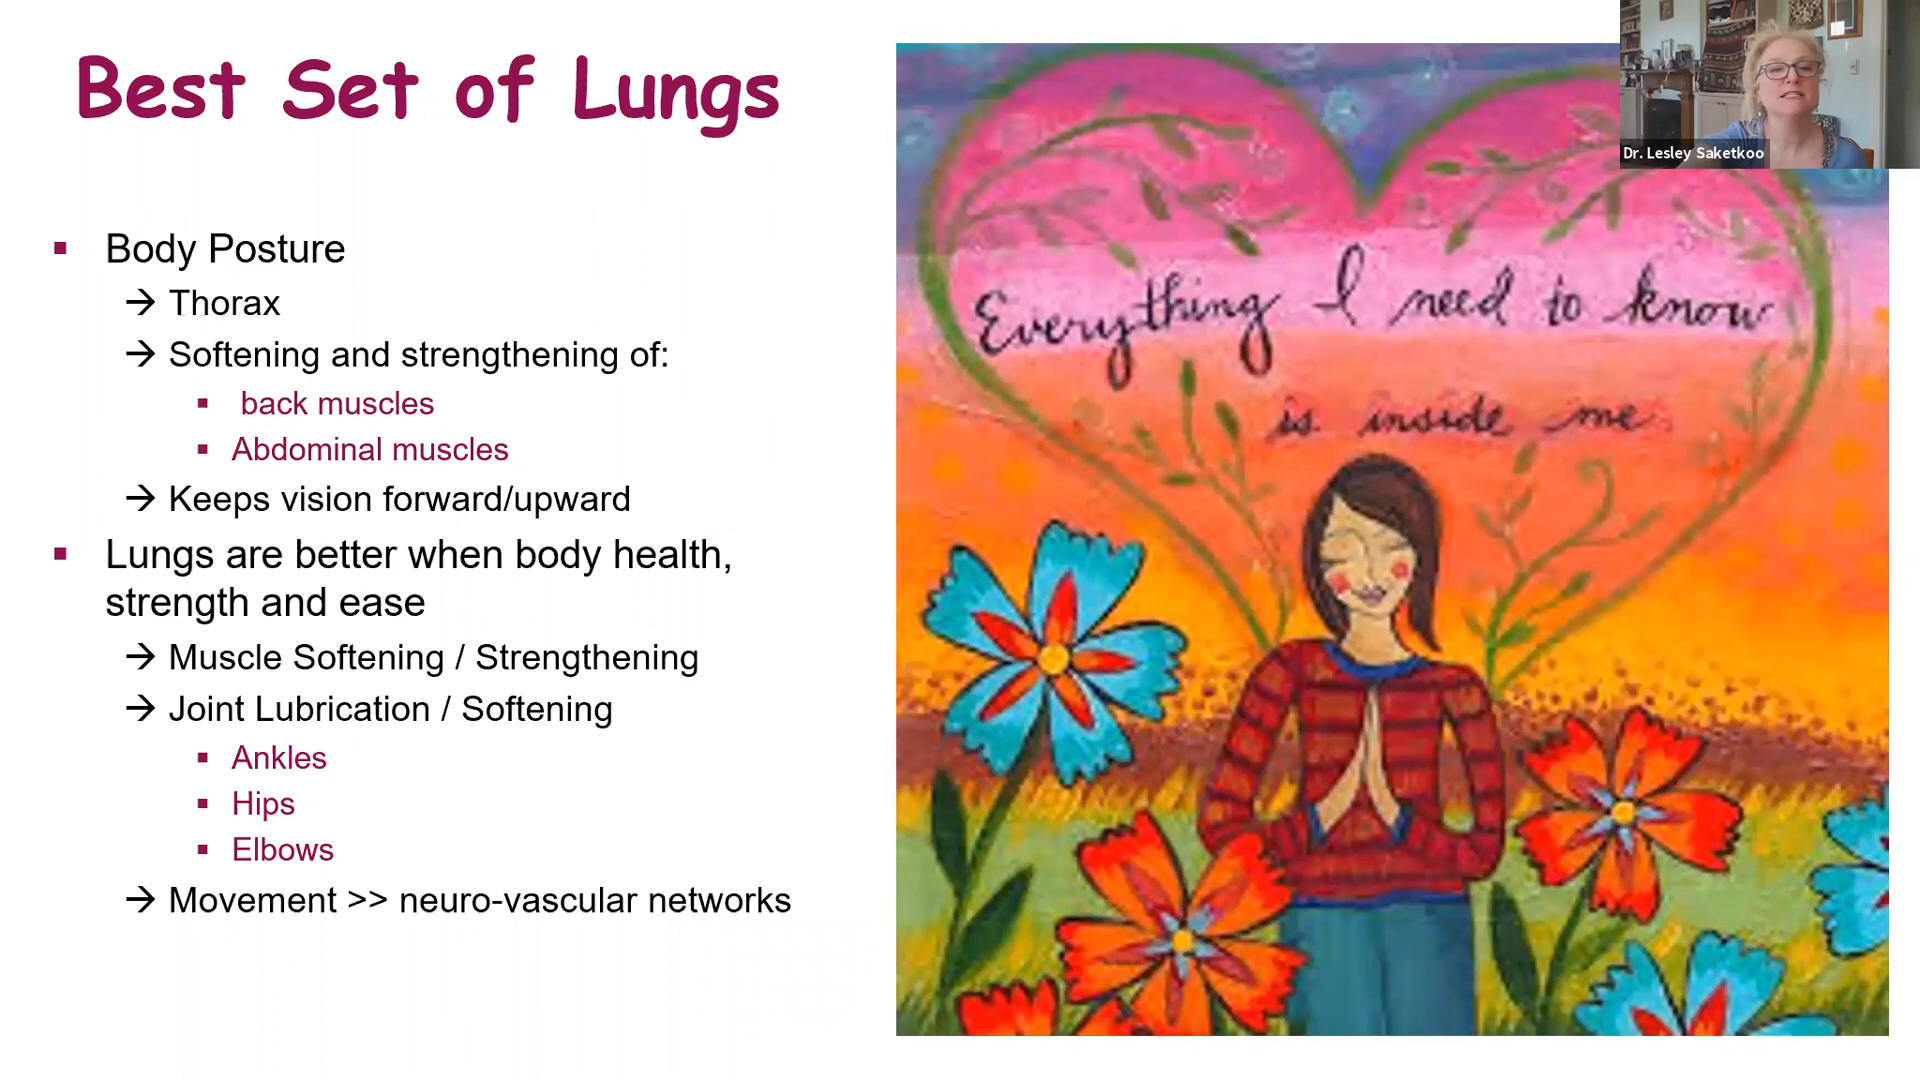 Best Set of Lungs
Dr. Lesley Saketkoo
▪ Body Posture
→ Thorax
→ Softening and strengthening of:
▪ back muscles
▪ Abdominal muscles
→ Keeps vision forward/upward
▪ Lungs are better when body health,
strength and ease
→ Muscle Softening / Strengthening
→ Joint Lubrication / Softening
▪ Ankles
▪ Hips
▪ Elbows
→ Movement >> neuro-vascular networks
Everything I need to know
is inside me